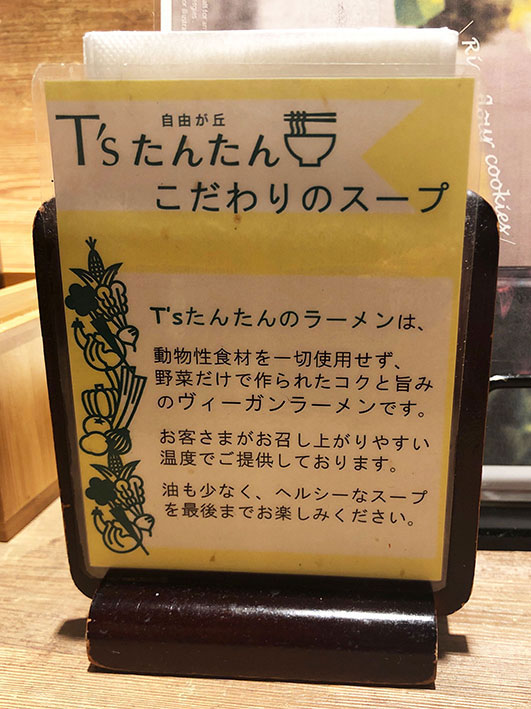 自由が丘
T'sたんたん
こだわりのスープ
T'sたんたんのラーメンは、
動物性食材を一切使用せず、
野菜だけで作られたコクと旨み
のヴィーガンラーメンです。
お客さまがお召し上がりやすい
温度でご提供しております。
油も少なく、ヘルシーなスープ
を最後までお楽しみください。
cookies